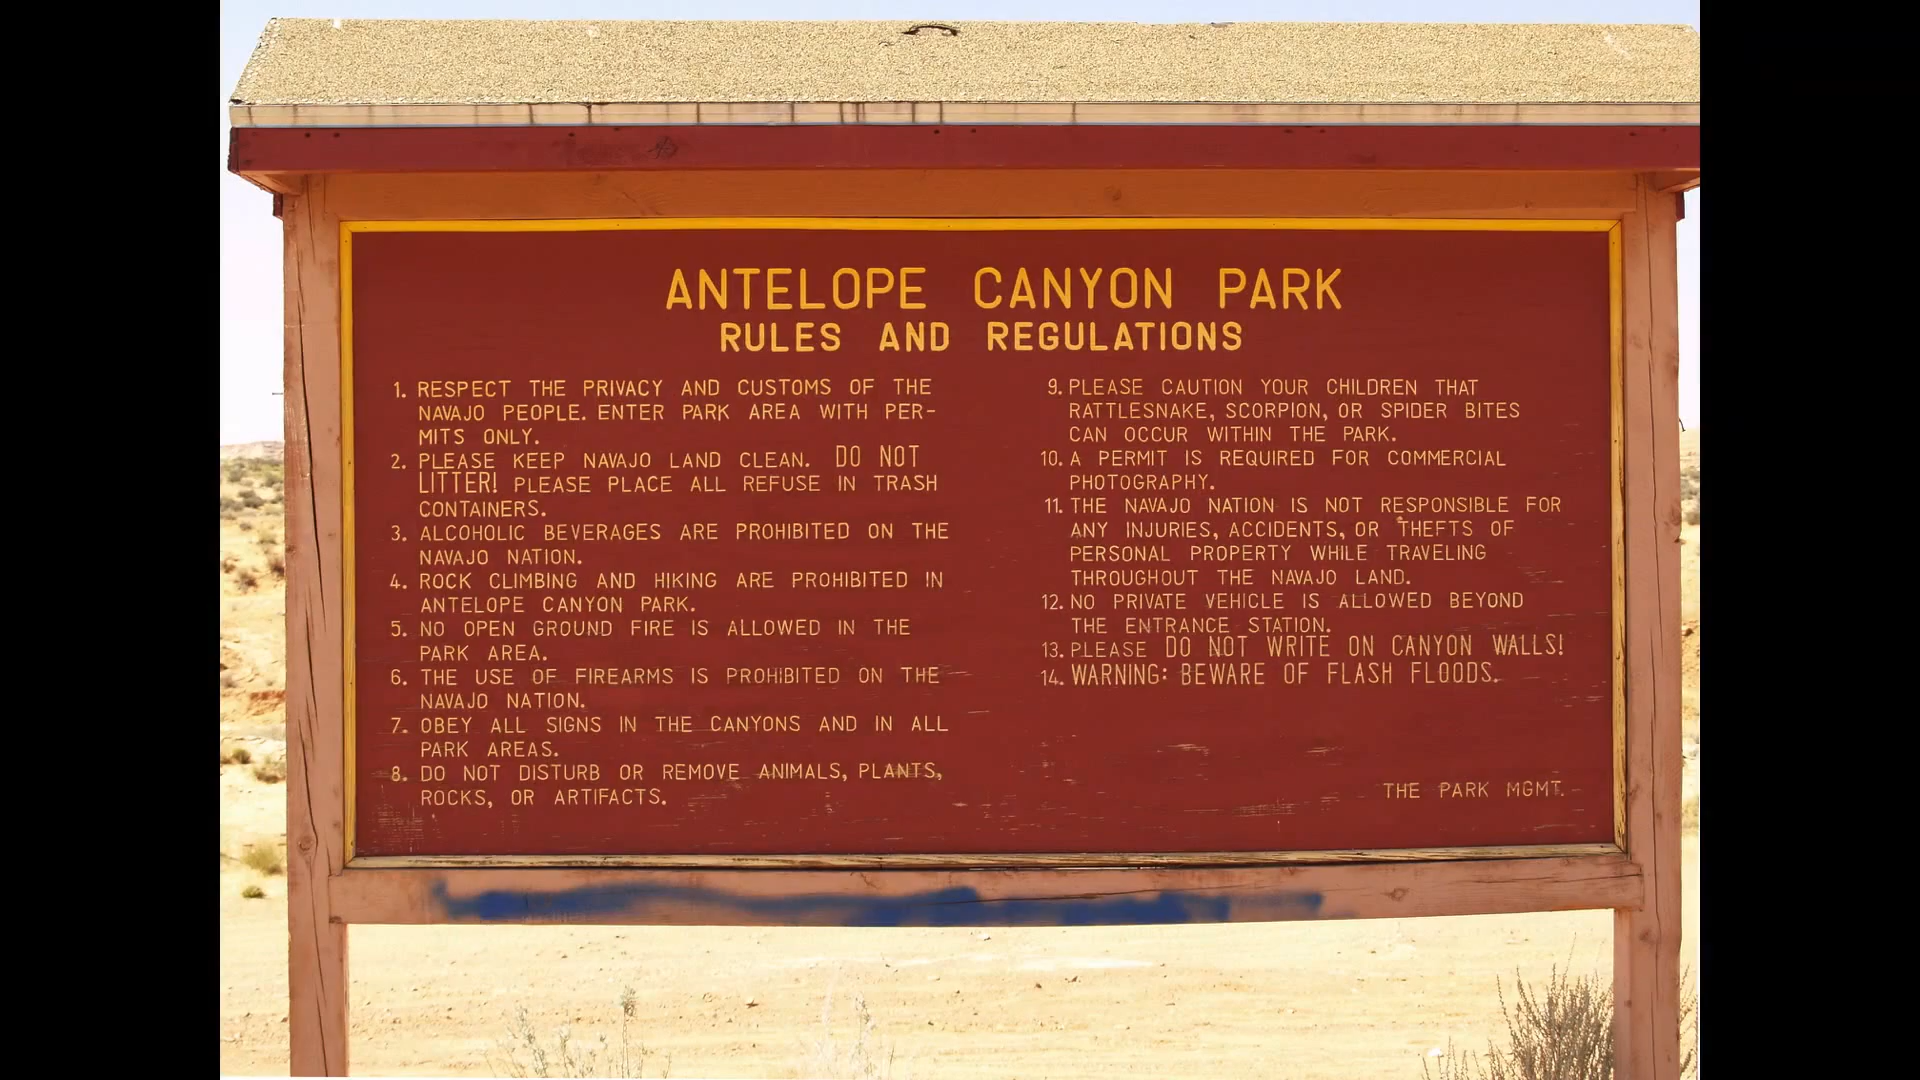 ANTELOPE CANYON PARK
RULES AND REGULATIONS
1. RESPECT THE PRIVACY AND CUSTOMS OF THE
NAVAJO PEOPLE. ENTER PARK AREA WITH PER-
MITS ONLY.
2. PLEASE KEEP NAVAJO LAND CLEAN. DO NOT
LITTER! PLEASE PLACE ALL REFUSE IN TRASH
CONTAINERS.
3. ALCOHOLIC BEVERAGES ARE PROHIBITED ON THE
NAVAJO NATION.
4. ROCK CLIMBING AND HIKING ARE PROHIBITED IN
ANTELOPE CANYON PARK.
5. NO OPEN GROUND FIRE IS ALLOWED IN THE
PARK AREA.
6. THE USE OF FIREARMS IS PROHIBITED ON THE
NAVAJO NATION.
7. OBEY ALL SIGNS IN THE CANYONS AND IN ALL
PARK AREAS.
8. DO NOT DISTURB OR REMOVE ANIMALS, PLANTS,
ROCKS, OR ARTIFACTS.
9. PLEASE CAUTION YOUR CHILDREN THAT
RATTLESNAKE, SCORPION, OR SPIDER BITES
CAN OCCUR WITHIN THE PARK.
10. A PERMIT IS REQUIRED FOR COMMERCIAL
PHOTOGRAPHY.
11. THE NAVAJO NATION IS NOT RESPONSIBLE FOR
ANY INJURIES, ACCIDENTS, OR THEFTS OF
PERSONAL PROPERTY WHILE TRAVELING
THROUGHOUT THE NAVAJO LAND.
12. NO PRIVATE VEHICLE IS ALLOWED BEYOND
THE ENTRANCE STATION.
13. PLEASE DO NOT WRITE ON CANYON WALLS!
14. WARNING: BEWARE OF FLASH FLOODS.
THE PARK MGMT.